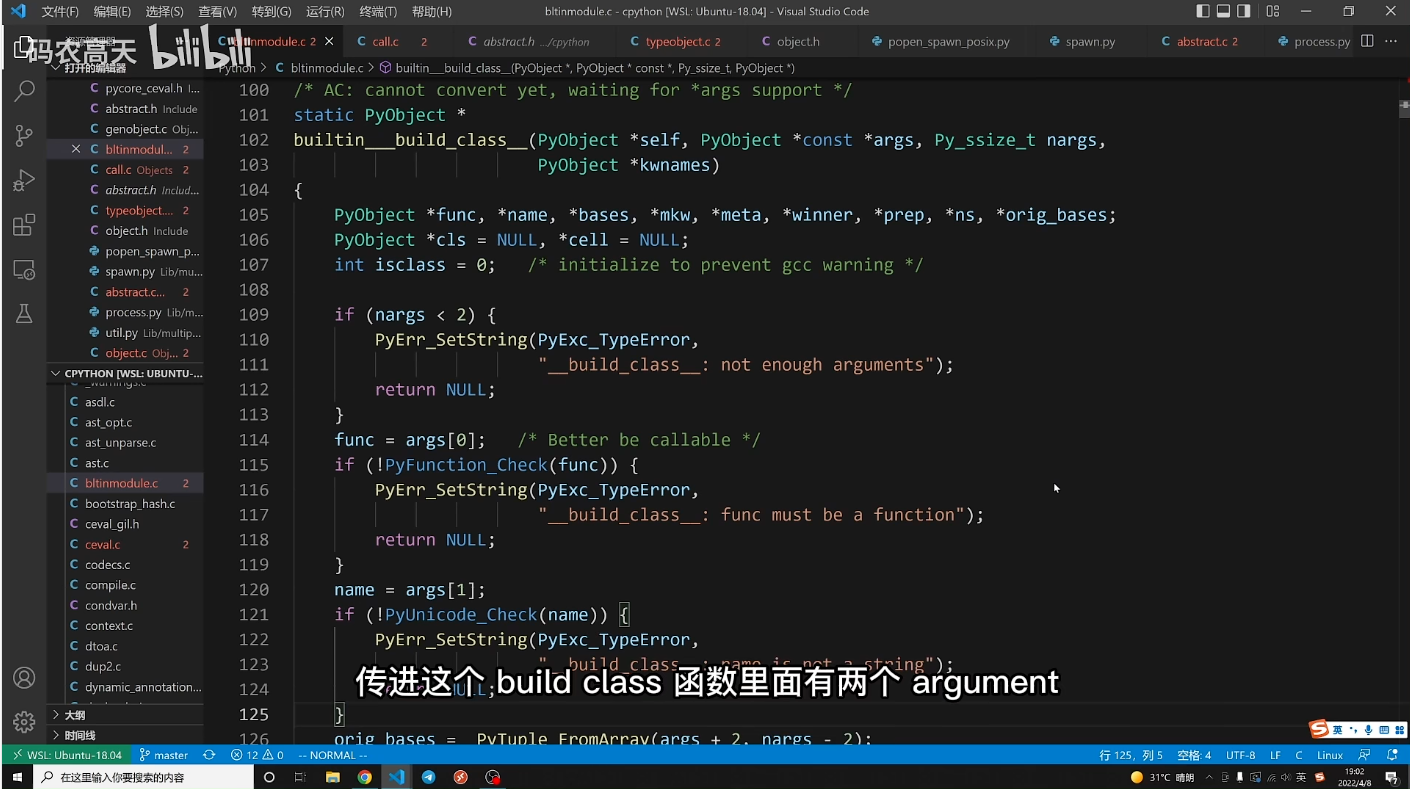 文件(F) 编辑(E) 选择(S) 查看(V) 转到(G) 运行(R) 终端(T) 帮助(H) bltinmodule.c - cpython [WSL: Ubuntu-18.04] - Visual Studio Code
码农高天 bilibili
bltinmodule.c 2 call.c 2 abstract.h .../cpython typeobject.c 2 object.h popen_spawn_posix.py spawn.py abstract.c 2 process.py
打开的编辑器
Python > bltinmodule.c > builtin___build_class__(PyObject *, PyObject * const *, Py_ssize_t, PyObject *)
pycore_ceval.h I...
abstract.h Include
genobject.c Obj...
bltinmodul... 2
call.c Objects 2
abstract.h Includ...
typeobject.... 2
object.h Include
popen_spawn_p...
spawn.py Lib/mu...
abstract.c... 2
process.py Lib/m...
util.py Lib/multip...
object.c Obj... 2
CPYTHON [WSL: UBUNTU-...
_warnings.c
asdl.c
ast_opt.c
ast_unparse.c
ast.c
bltinmodule.c 2
bootstrap_hash.c
ceval_gil.h
ceval.c 2
codecs.c
compile.c
condvar.h
context.c
dtoa.c
dup2.c
dynamic_annotation...
大纲
时间线
100 /* AC: cannot convert yet, waiting for *args support */
101 static PyObject *
102 builtin___build_class__(PyObject *self, PyObject *const *args, Py_ssize_t nargs,
103 PyObject *kwnames)
104 {
105 PyObject *func, *name, *bases, *mkw, *meta, *winner, *prep, *ns, *orig_bases;
106 PyObject *cls = NULL, *cell = NULL;
107 int isclass = 0; /* initialize to prevent gcc warning */
108
109 if (nargs < 2) {
110 PyErr_SetString(PyExc_TypeError,
111 "__build_class__: not enough arguments");
112 return NULL;
113 }
114 func = args[0]; /* Better be callable */
115 if (!PyFunction_Check(func)) {
116 PyErr_SetString(PyExc_TypeError,
117 "__build_class__: func must be a function");
118 return NULL;
119 }
120 name = args[1];
121 if (!PyUnicode_Check(name)) {
122 PyErr_SetString(PyExc_TypeError,
123 "__build_class__: name is not a string");
124 return NULL;
125 }
126 orig_bases = _PyTuple_FromArray(args + 2, nargs - 2);
传进这个 build class 函数里面有两个 argument
英
WSL: Ubuntu-18.04 master 12 0 -- NORMAL -- 行 125，列 5 空格: 4 UTF-8 LF C Linux
在这里输入你要搜索的内容 31°C 晴朗 英 19:02
2022/4/8